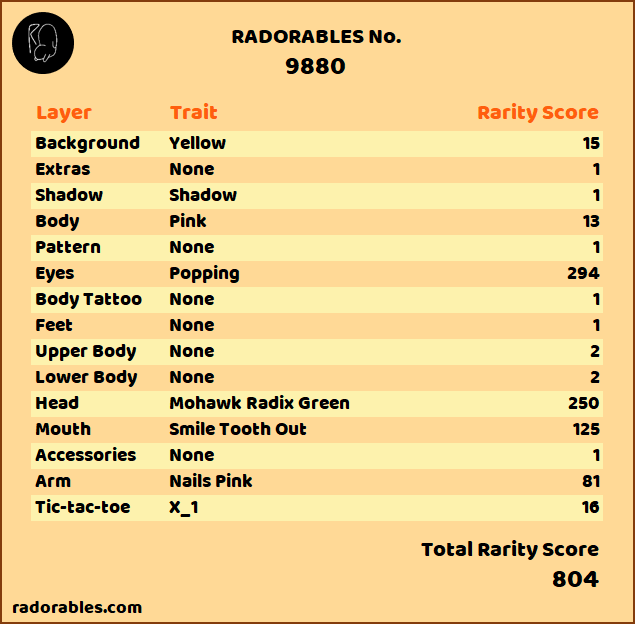 RADORABLES No.
9880
Layer Trait Rarity Score
Background Yellow 15
Extras None 1
Shadow Shadow 1
Body Pink 13
Pattern None 1
Eyes Popping 294
Body Tattoo None 1
Feet None 1
Upper Body None 2
Lower Body None 2
Head Mohawk Radix Green 250
Mouth Smile Tooth Out 125
Accessories None 1
Arm Nails Pink 81
Tic-tac-toe X_1 16
Total Rarity Score
804
radorables.com